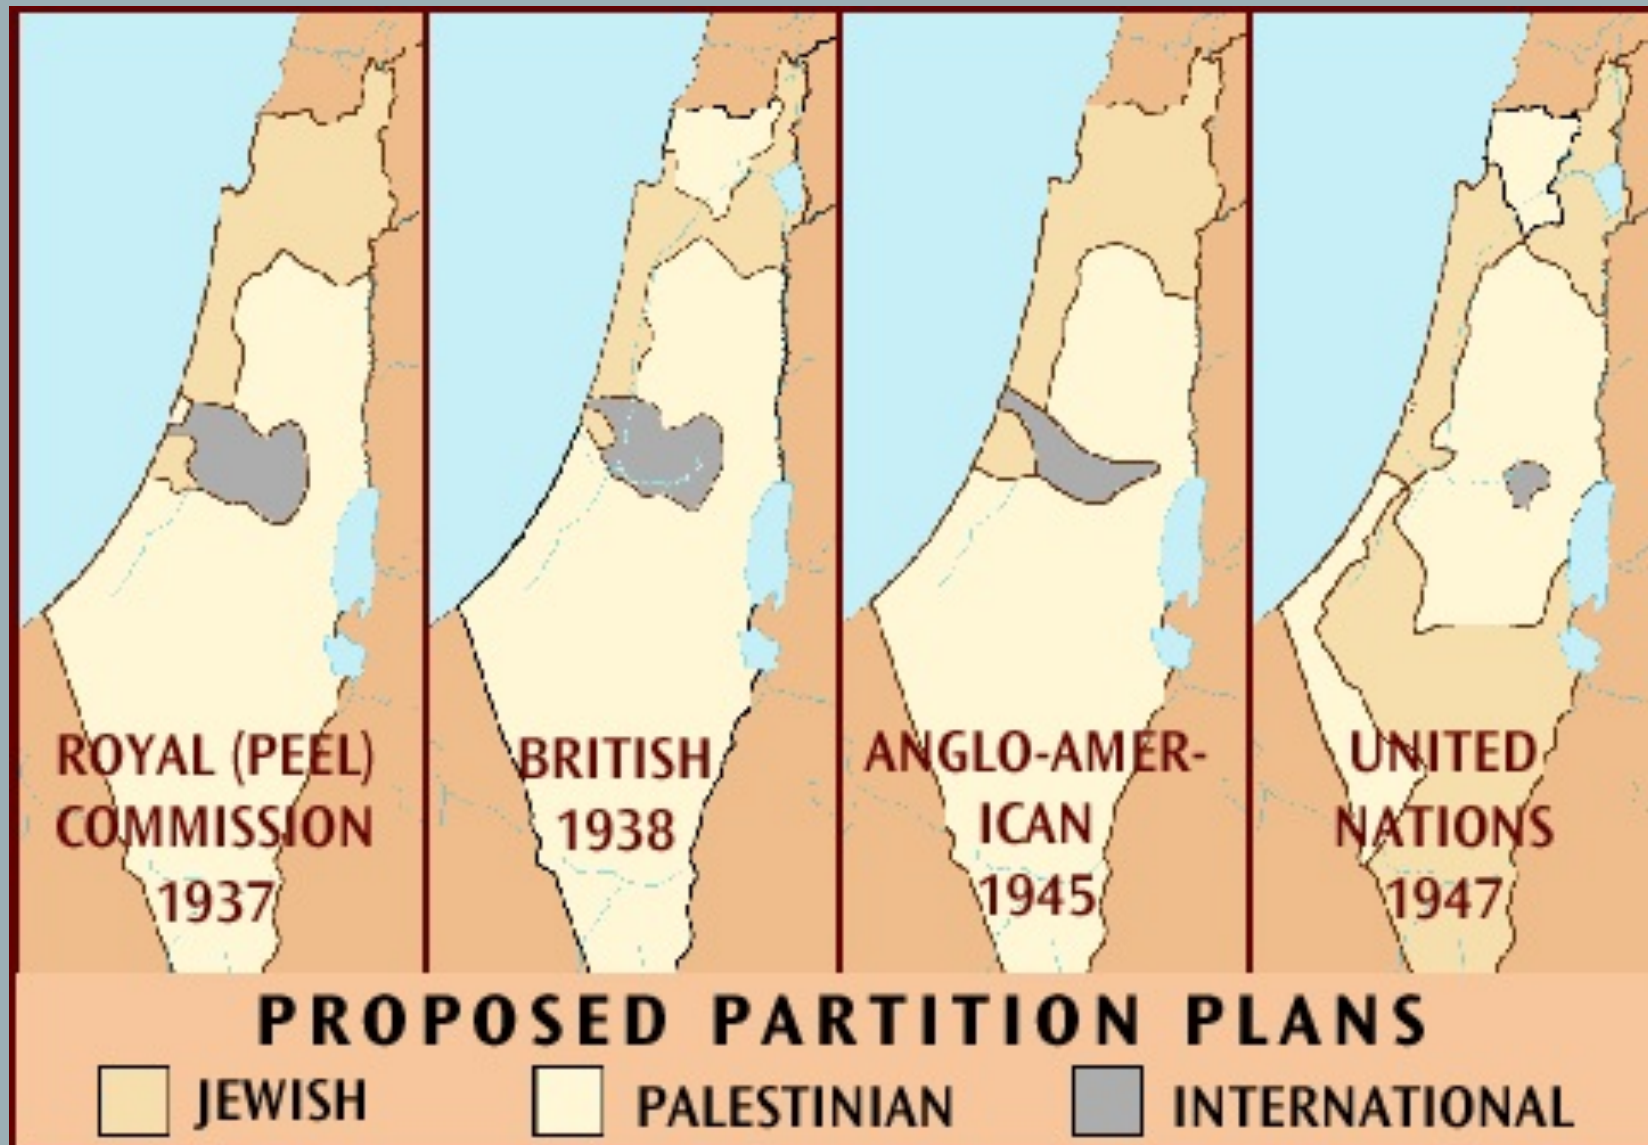 ROYAL (PEEL)
COMMISSION
1937
BRITISH
1938
ANGLO-AMER-
ICAN
1945
UNITED
NATIONS
1947
PROPOSED PARTITION PLANS
JEWISH
PALESTINIAN
INTERNATIONAL